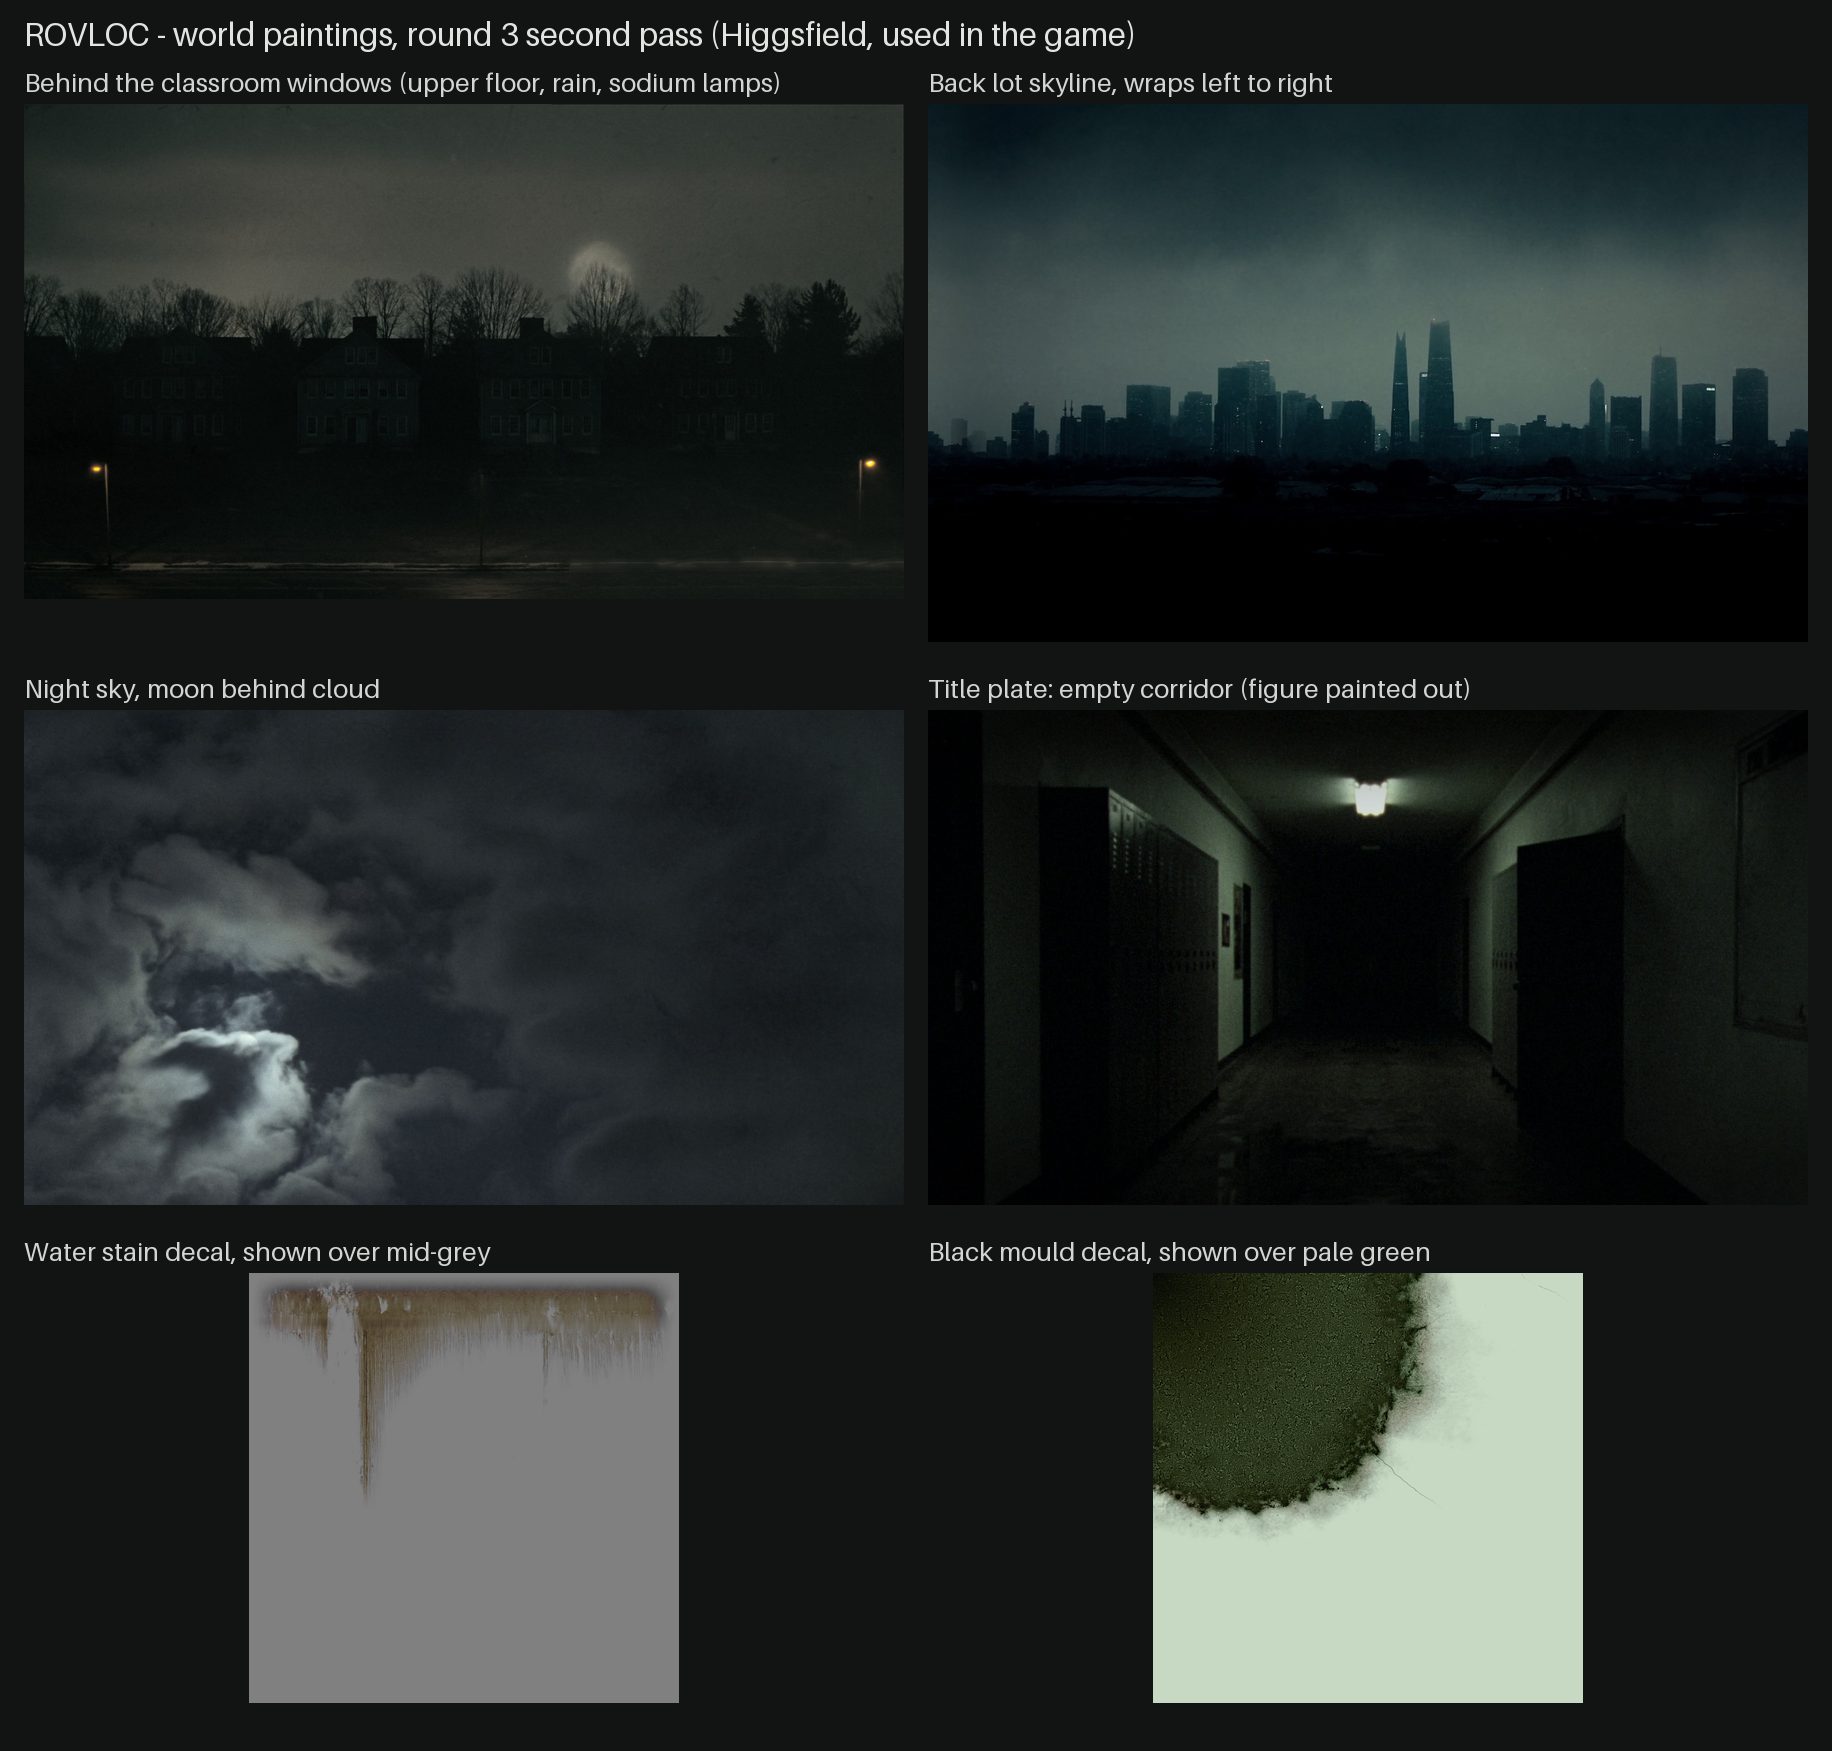 ROVLOC - world paintings, round 3 second pass (Higgsfield, used in the game)
Behind the classroom windows (upper floor, rain, sodium lamps)
Back lot skyline, wraps left to right
Night sky, moon behind cloud
Title plate: empty corridor (figure painted out)
Water stain decal, shown over mid-grey
Black mould decal, shown over pale green